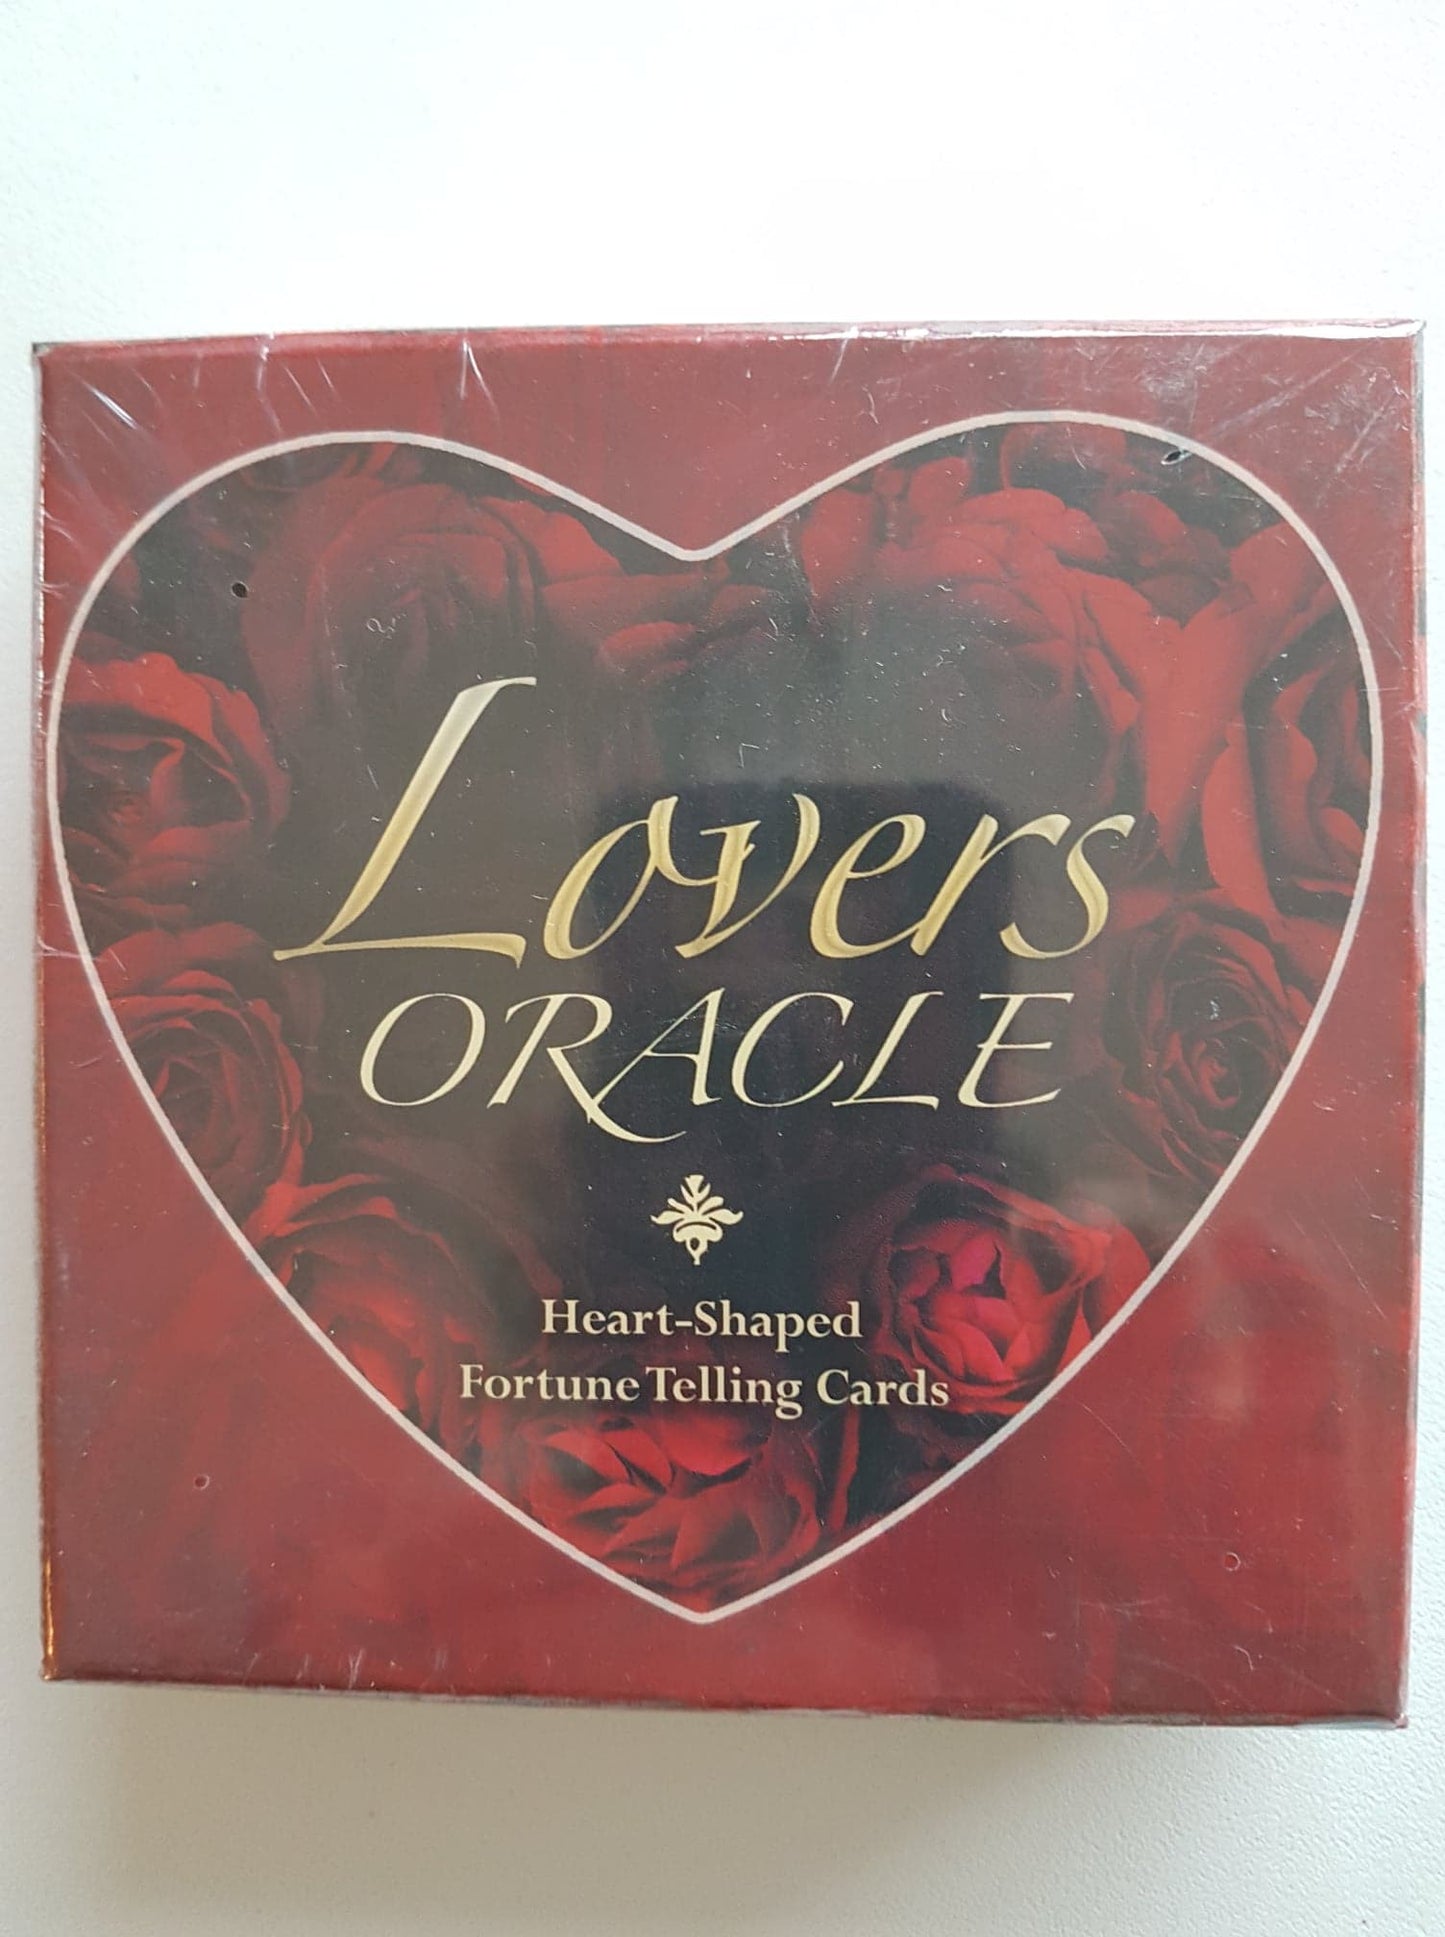 Lovers
ORACLE
Heart-Shaped
Fortune Telling Cards